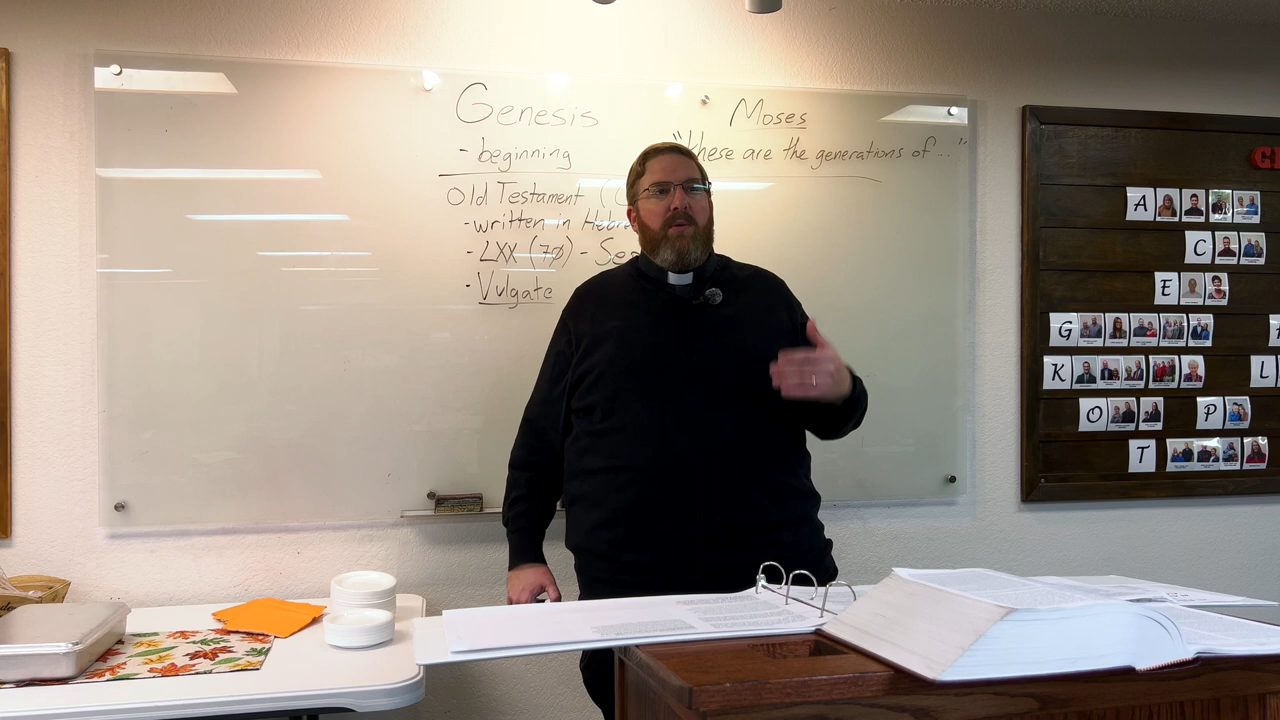 Genesis
- beginning
Moses
"these are the generations of ..."
Old Testament (
- written in Hebre
- LXX (70) - Se
- Vulgate
A
C
E
G
K
L
O
P
T